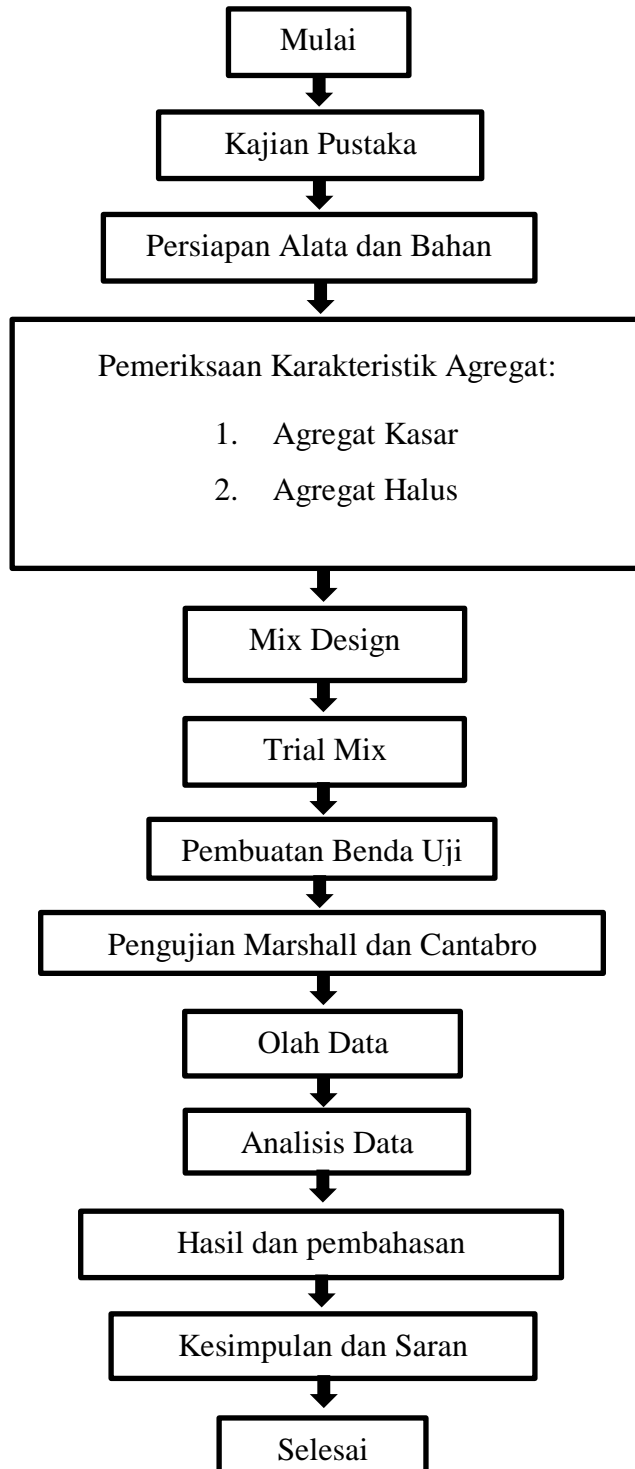 Mulai
Kajian Pustaka
Persiapan Alata dan Bahan
Pemeriksaan Karakteristik Agregat:
1. Agregat Kasar
2. Agregat Halus
Mix Design
Trial Mix
Pembuatan Benda Uji
Pengujian Marshall dan Cantabro
Olah Data
Analisis Data
Hasil dan pembahasan
Kesimpulan dan Saran
Selesai